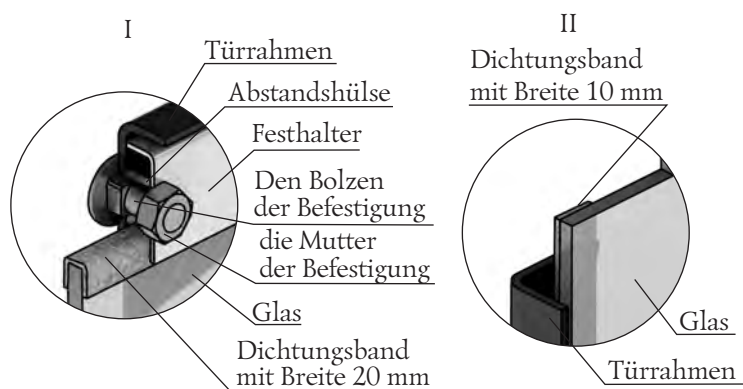 I
Türrahmen
Abstandshülse
Festhalter
Den Bolzen
der Befestigung
die Mutter
der Befestigung
Glas
Dichtungsband
mit Breite 20 mm
II
Dichtungsband
mit Breite 10 mm
Glas
Türrahmen